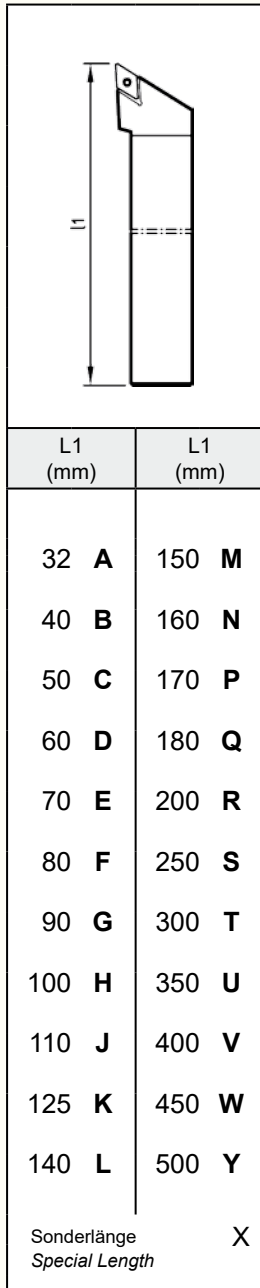 l1
L1 L1
(mm) (mm)
32 A 150 M
40 B 160 N
50 C 170 P
60 D 180 Q
70 E 200 R
80 F 250 S
90 G 300 T
100 H 350 U
110 J 400 V
125 K 450 W
140 L 500 Y
Sonderlänge X
Special Length